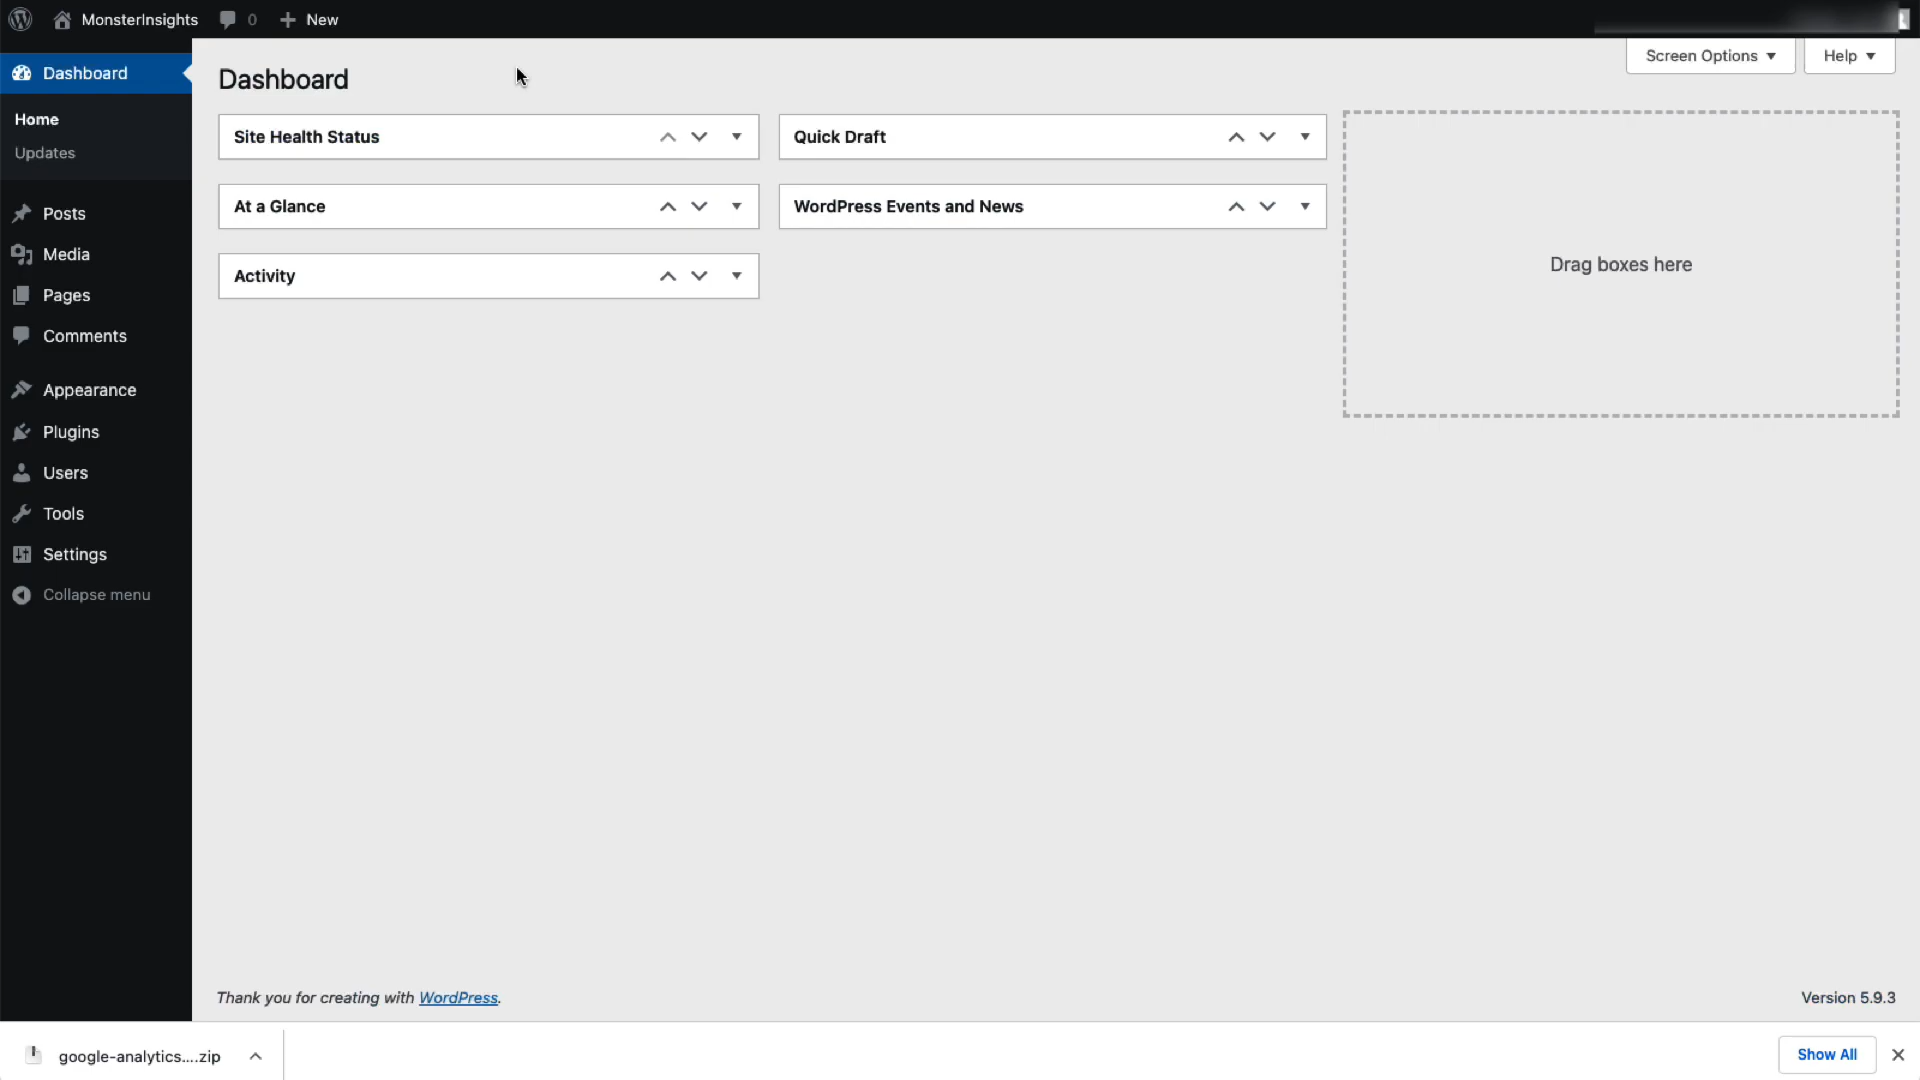 MonsterInsights 0 New
Screen Options Help
Dashboard
Home
Updates
Posts
Media
Pages
Comments
Appearance
Plugins
Users
Tools
Settings
Collapse menu
Dashboard
Site Health Status
At a Glance
Activity
Quick Draft
WordPress Events and News
Drag boxes here
Thank you for creating with WordPress.
Version 5.9.3
google-analytics....zip
Show All